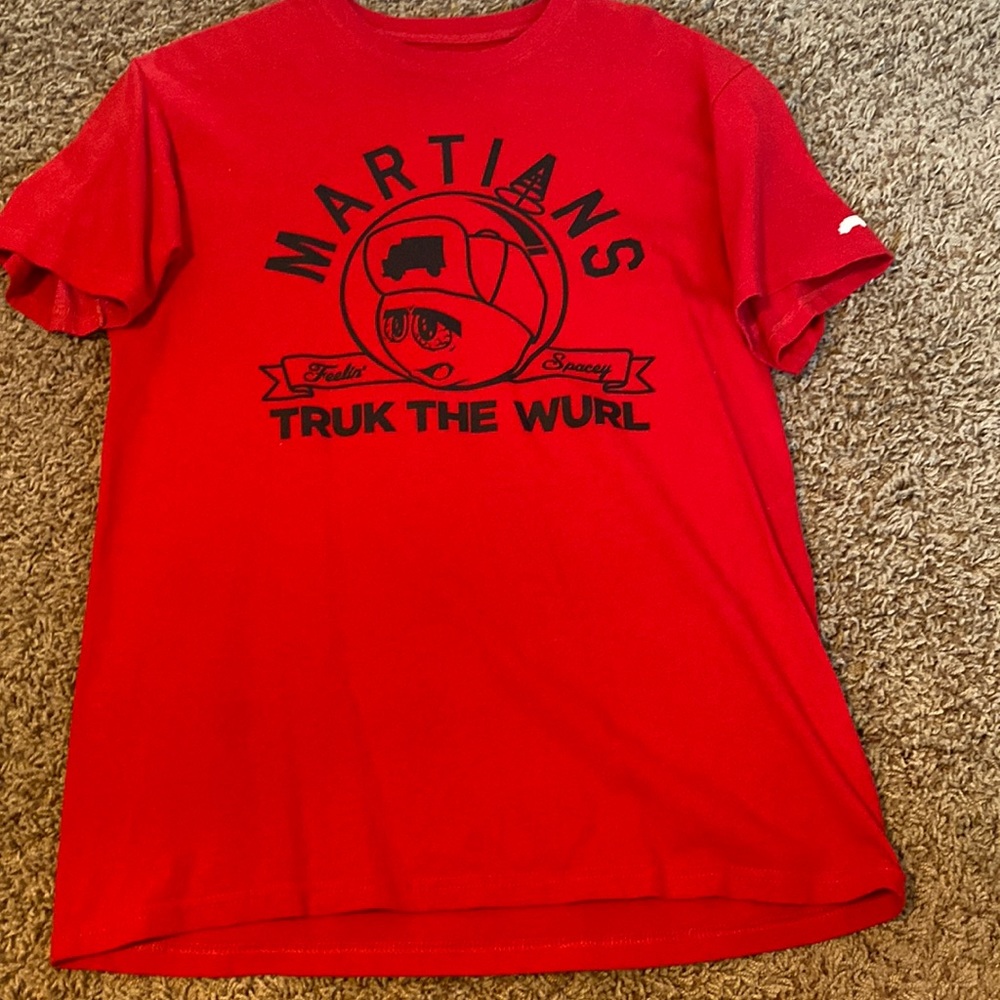 MARTIANS
Feelin' Spacey
TRUK THE WURL